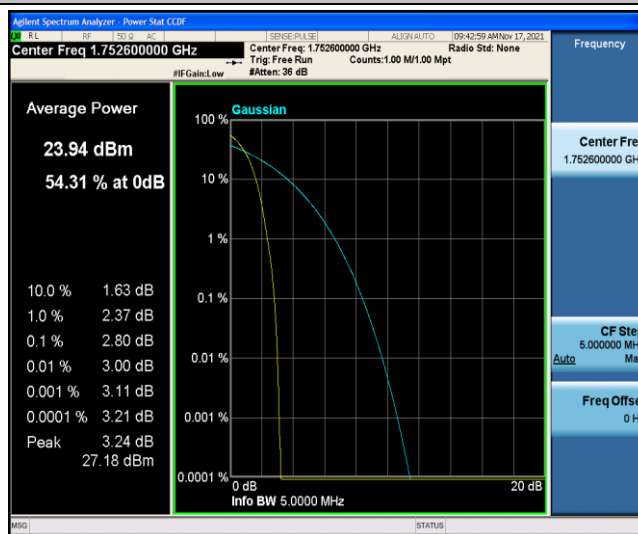 Agilent Spectrum Analyzer - Power Stat CCDF
RL RF 50 Ω AC SENSE:PULSE ALIGN AUTO 09:42:59 AM Nov 17, 2021
Center Freq 1.752600000 GHz Center Freq: 1.752600000 GHz Radio Std: None
Trig: Free Run Counts:1.00 M/1.00 Mpt
#IFGain:Low #Atten: 36 dB
Frequency
Average Power
23.94 dBm
54.31 % at 0dB
10.0 % 1.63 dB
1.0 % 2.37 dB
0.1 % 2.80 dB
0.01 % 3.00 dB
0.001 % 3.11 dB
0.0001 % 3.21 dB
Peak 3.24 dB
27.18 dBm
Gaussian
100 %
10 %
1 %
0.1 %
0.01 %
0.001 %
0.0001 %
0 dB 20 dB
Info BW 5.0000 MHz
Center Fre
1.752600000 GH
CF Ste
5.000000 MH
Auto Ma
Freq Offse
0 H
MSG STATUS